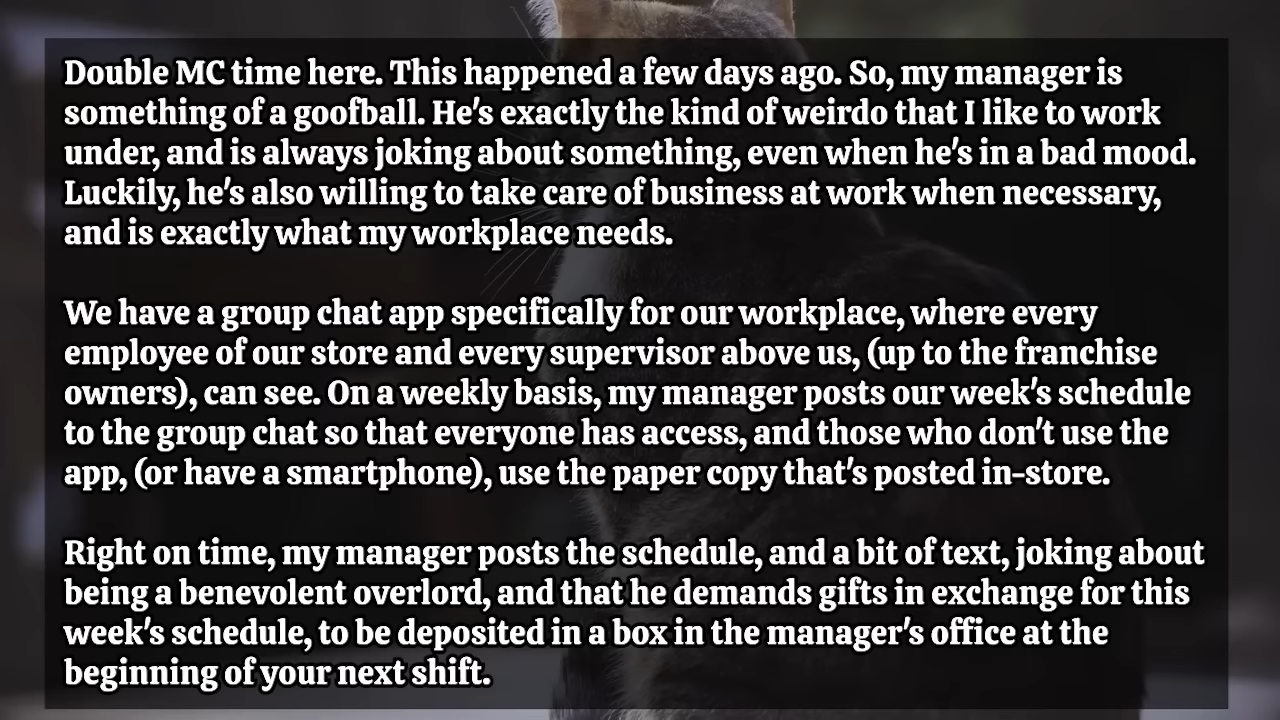 Double MC time here. This happened a few days ago. So, my manager is
something of a goofball. He's exactly the kind of weirdo that I like to work
under, and is always joking about something, even when he's in a bad mood.
Luckily, he's also willing to take care of business at work when necessary,
and is exactly what my workplace needs.
We have a group chat app specifically for our workplace, where every
employee of our store and every supervisor above us, (up to the franchise
owners), can see. On a weekly basis, my manager posts our week's schedule
to the group chat so that everyone has access, and those who don't use the
app, (or have a smartphone), use the paper copy that's posted in-store.
Right on time, my manager posts the schedule, and a bit of text, joking about
being a benevolent overlord, and that he demands gifts in exchange for this
week's schedule, to be deposited in a box in the manager's office at the
beginning of your next shift.